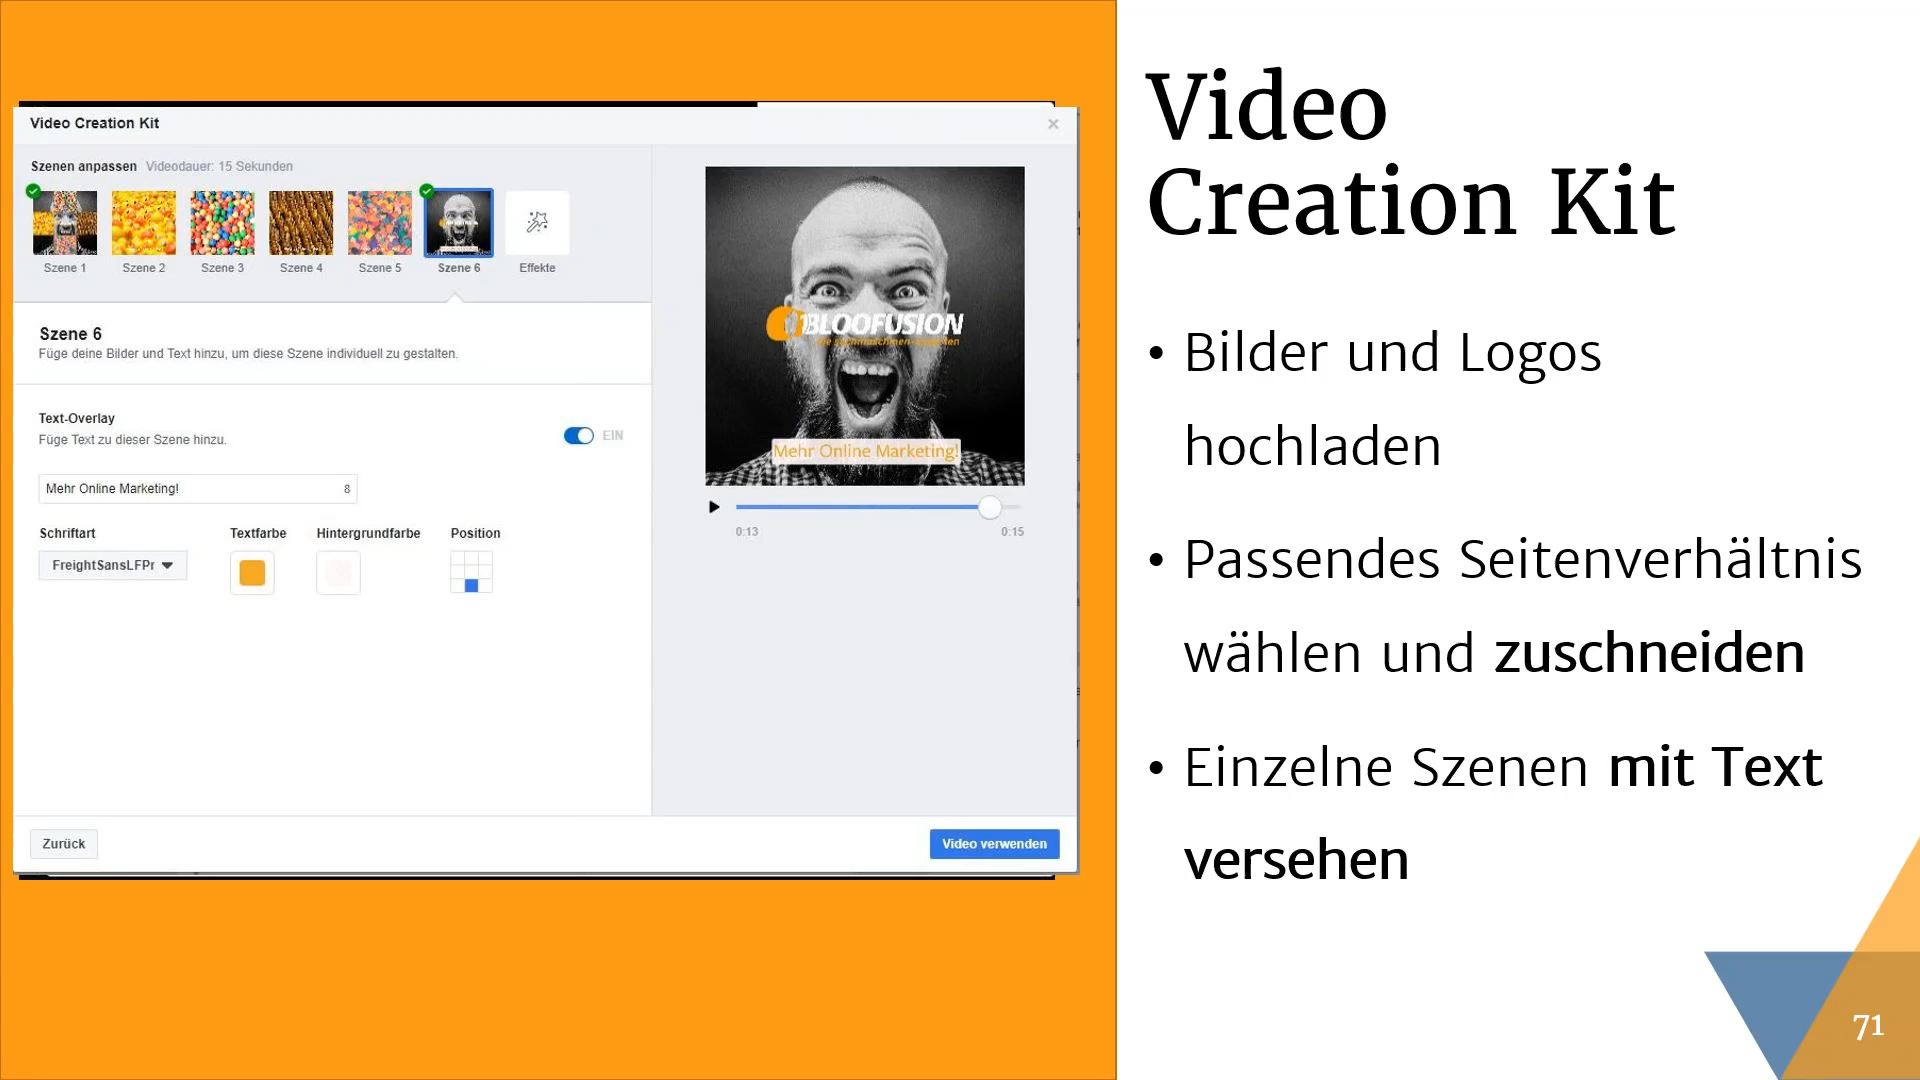 Video Creation Kit
Szenen anpassen Videodauer: 15 Sekunden
Szene 1 Szene 2 Szene 3 Szene 4 Szene 5 Szene 6 Effekte
Szene 6
Füge deine Bilder und Text hinzu, um diese Szene individuell zu gestalten.
Text-Overlay
Füge Text zu dieser Szene hinzu.
EIN
Mehr Online Marketing! 8
Schriftart Textfarbe Hintergrundfarbe Position
FreightSansLFPr
Zurück
BLOOFUSION
die suchmaschinen-experten
Mehr Online Marketing!
0:13 0:15
Video verwenden
Video
Creation Kit
• Bilder und Logos
hochladen
• Passendes Seitenverhältnis
wählen und zuschneiden
• Einzelne Szenen mit Text
versehen
71